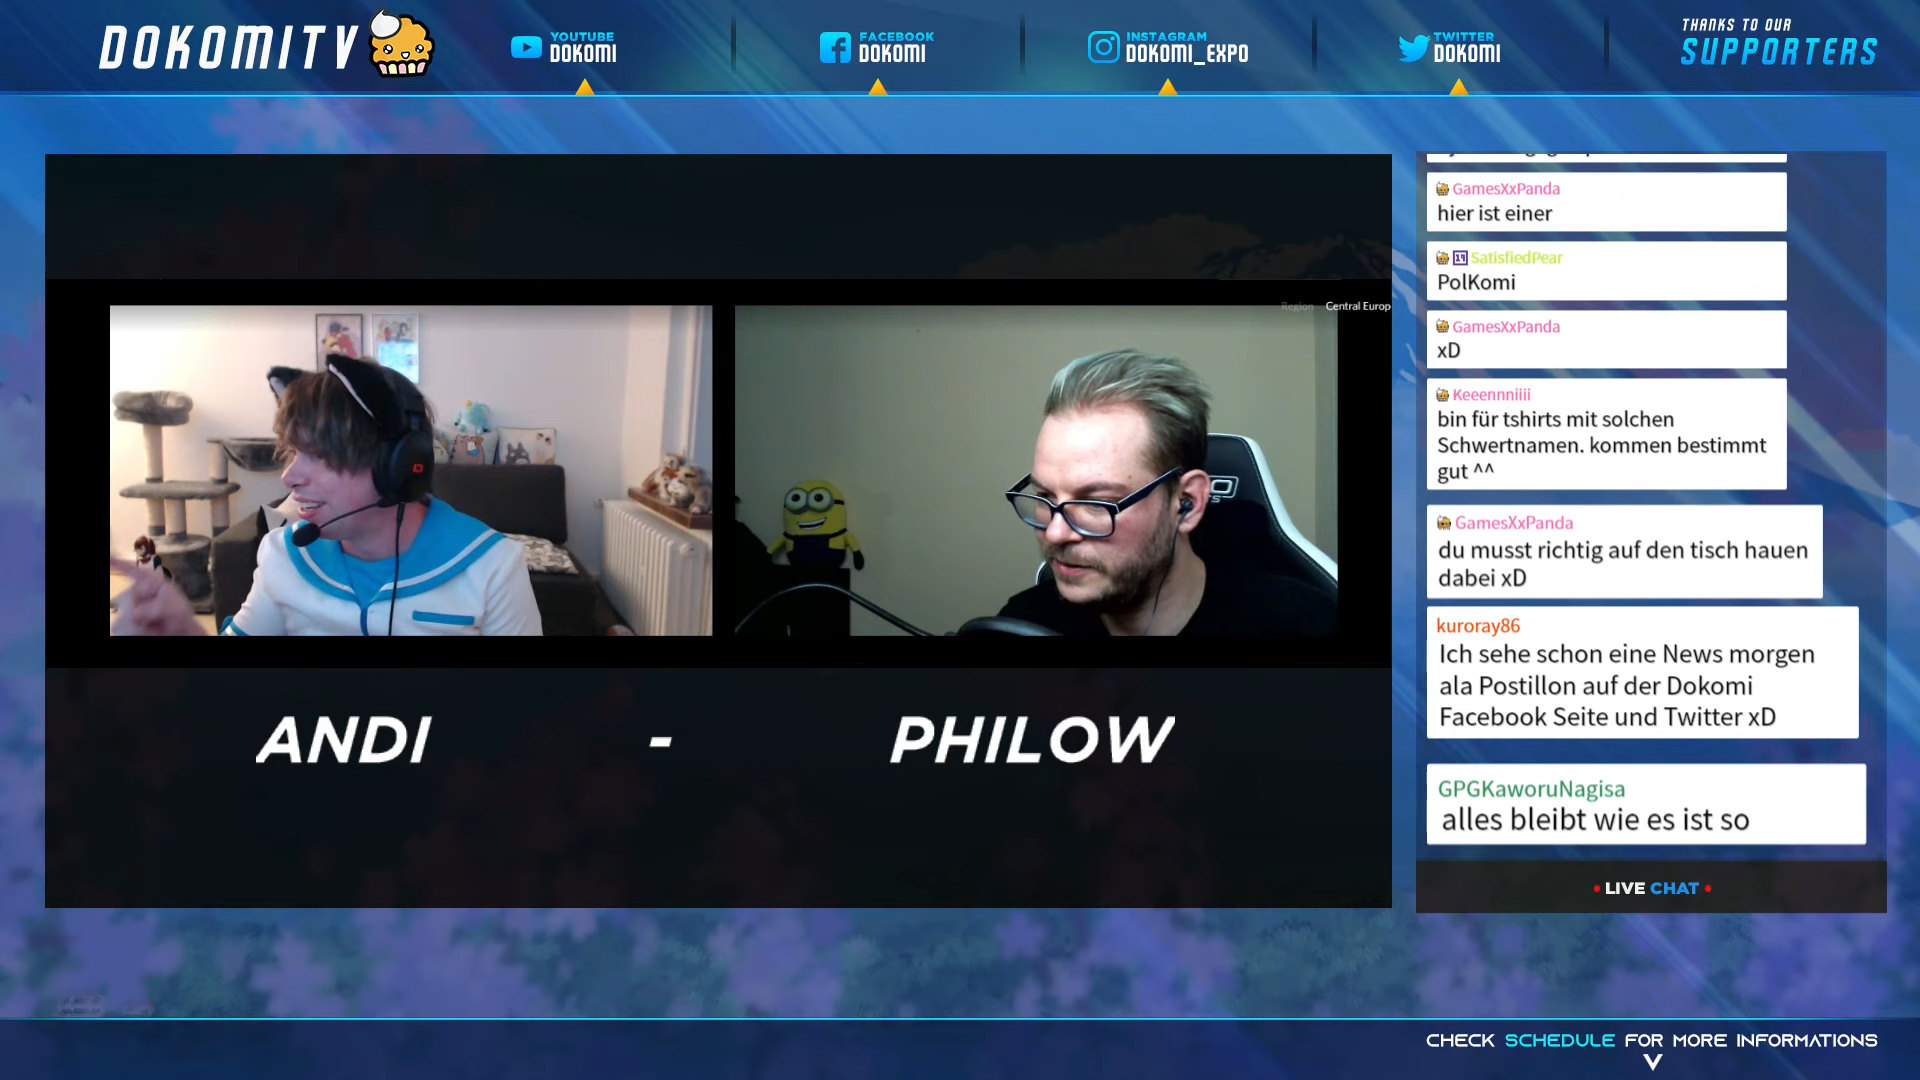 DOKOMITV
YOUTUBE
DOKOMI
FACEBOOK
DOKOMI
INSTAGRAM
DOKOMI_EXPO
TWITTER
DOKOMI
THANKS TO OUR
SUPPORTERS
Region Central Europ
ANDI - PHILOW
GamesXxPanda
hier ist einer
SatisfiedPear
PolKomi
GamesXxPanda
xD
Keeennniiii
bin für tshirts mit solchen
Schwertnamen. kommen bestimmt
gut ^^
GamesXxPanda
du musst richtig auf den tisch hauen
dabei xD
kuroray86
Ich sehe schon eine News morgen
ala Postillon auf der Dokomi
Facebook Seite und Twitter xD
GPGKaworuNagisa
alles bleibt wie es ist so
• LIVE CHAT •
CHECK SCHEDULE FOR MORE INFORMATIONS